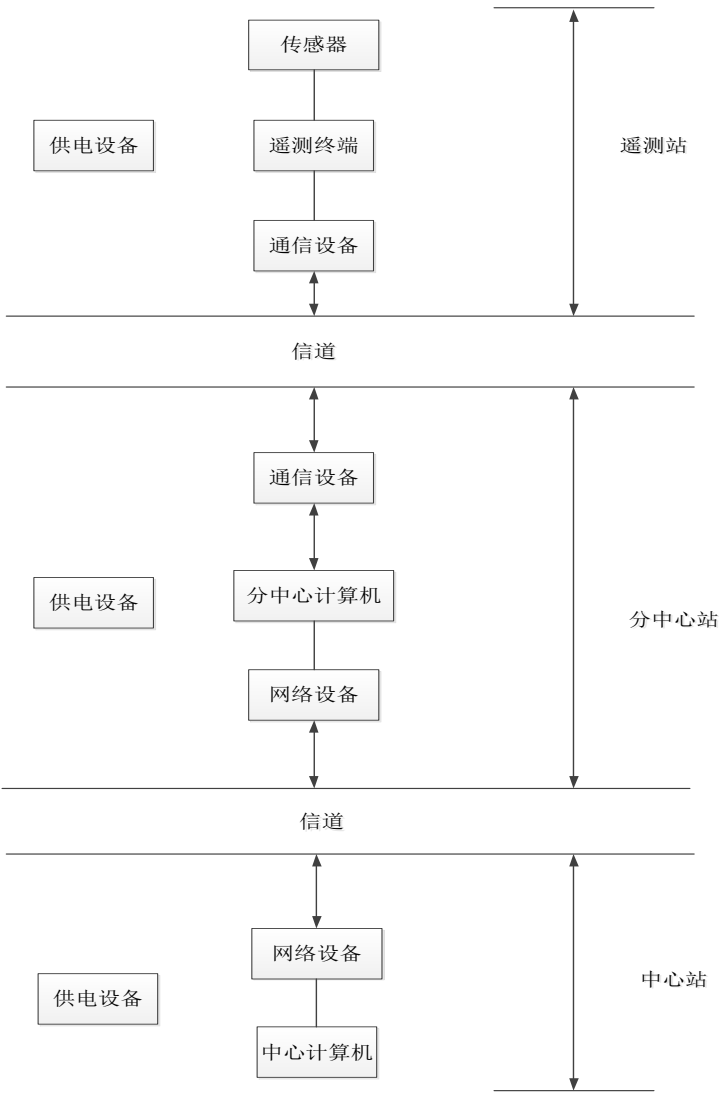 传感器
供电设备
遥测终端
遥测站
通信设备
信道
通信设备
供电设备
分中心计算机
分中心站
网络设备
信道
网络设备
供电设备
中心站
中心计算机